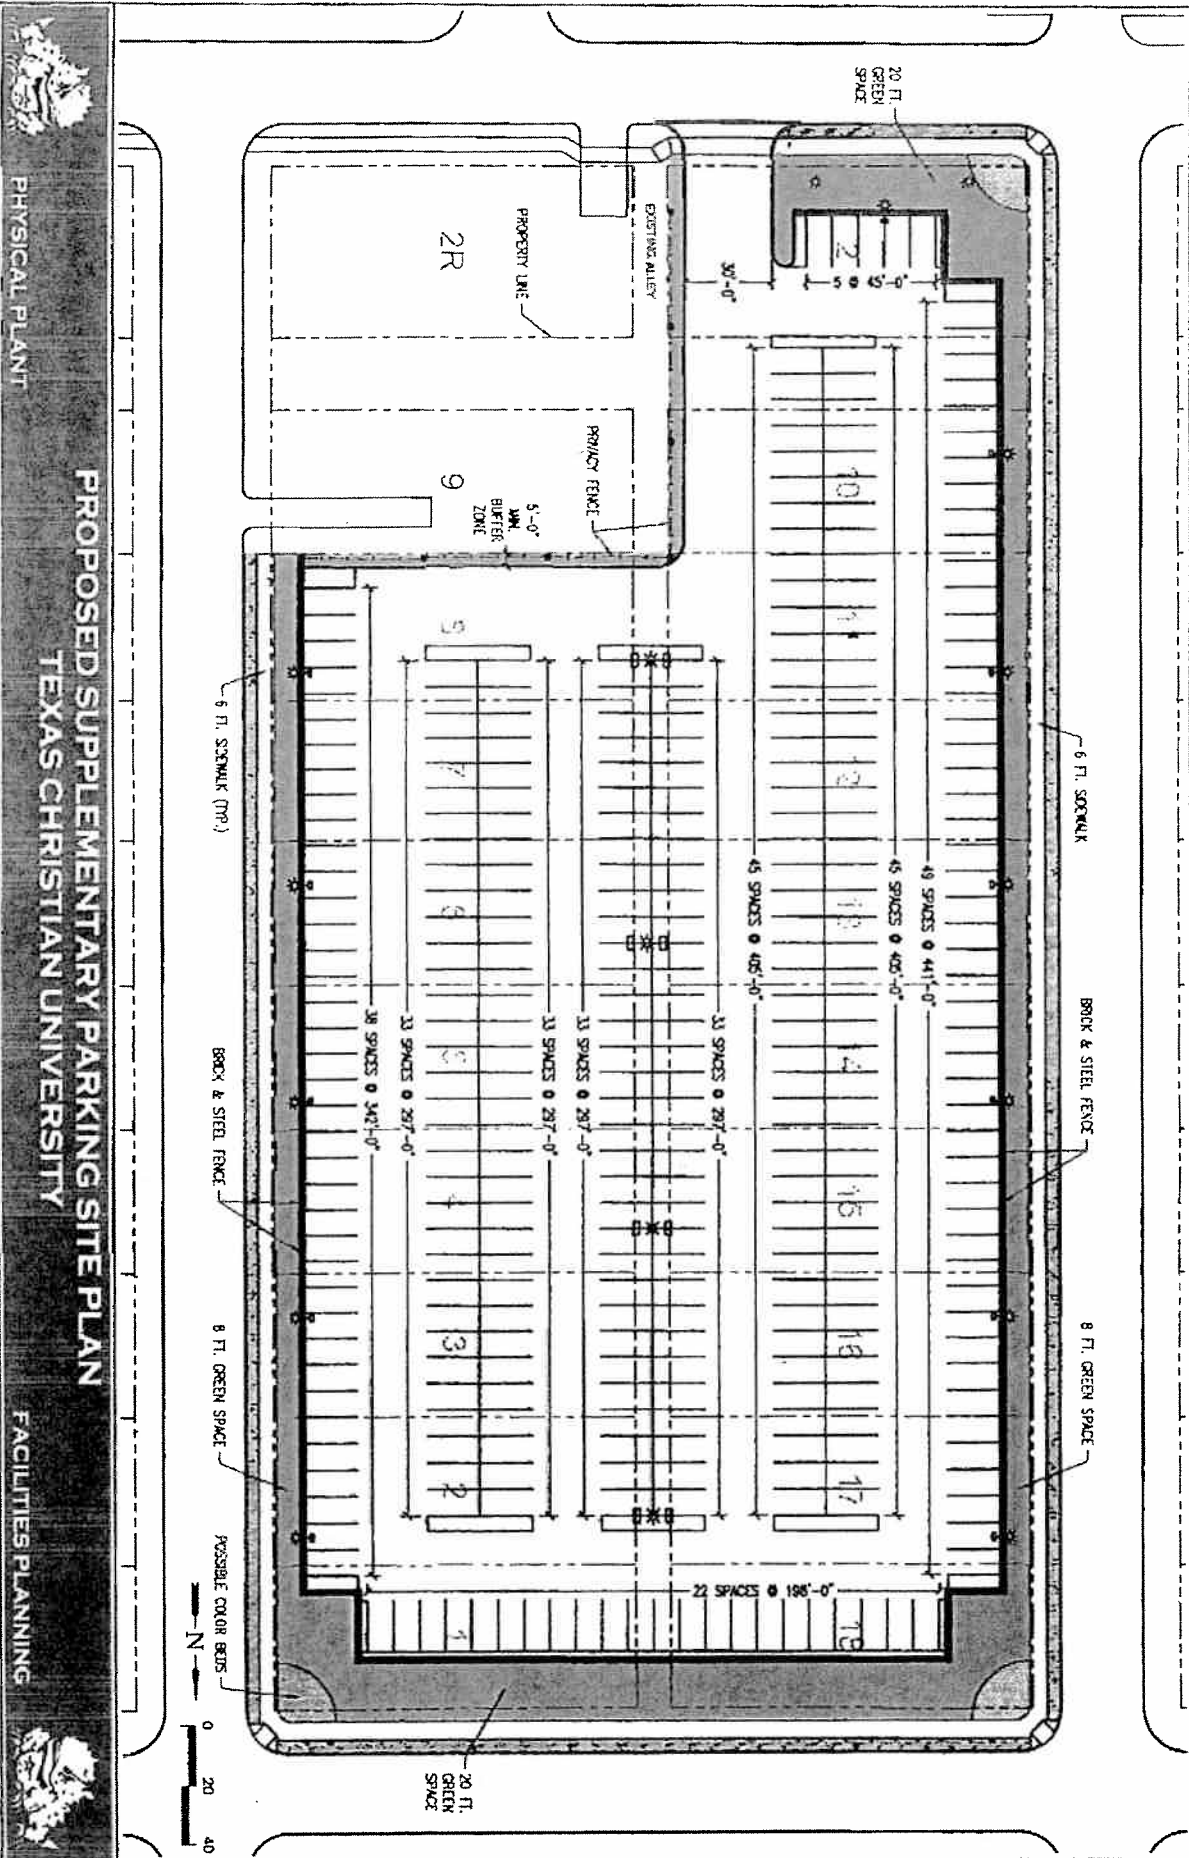 20 FT.
GREEN
SPACE
6 FT. SIDEWALK
BRICK & STEEL FENCE
8 FT. GREEN SPACE
2
5 @ 45'-0"
30'-0"
49 SPACES @ 441'-0"
45 SPACES @ 405'-0"
10
11
12
13
14
16
18
17
19
45 SPACES @ 405'-0"
EXISTING ALLEY
PROPERTY LINE
2R
PRIVACY FENCE
9
5'-0"
MIN
BUFFER
ZONE
33 SPACES @ 297'-0"
33 SPACES @ 297'-0"
33 SPACES @ 297'-0"
7
6
5
4
3
2
1
33 SPACES @ 297'-0"
38 SPACES @ 342'-0"
22 SPACES @ 198'-0"
6 FT. SIDEWALK (TYP.)
BRICK & STEEL FENCE
8 FT. GREEN SPACE
POSSIBLE COLOR BEDS
20 FT.
GREEN
SPACE
N
0 20 40
PROPOSED SUPPLEMENTARY PARKING SITE PLAN
TEXAS CHRISTIAN UNIVERSITY
PHYSICAL PLANT
FACILITIES PLANNING